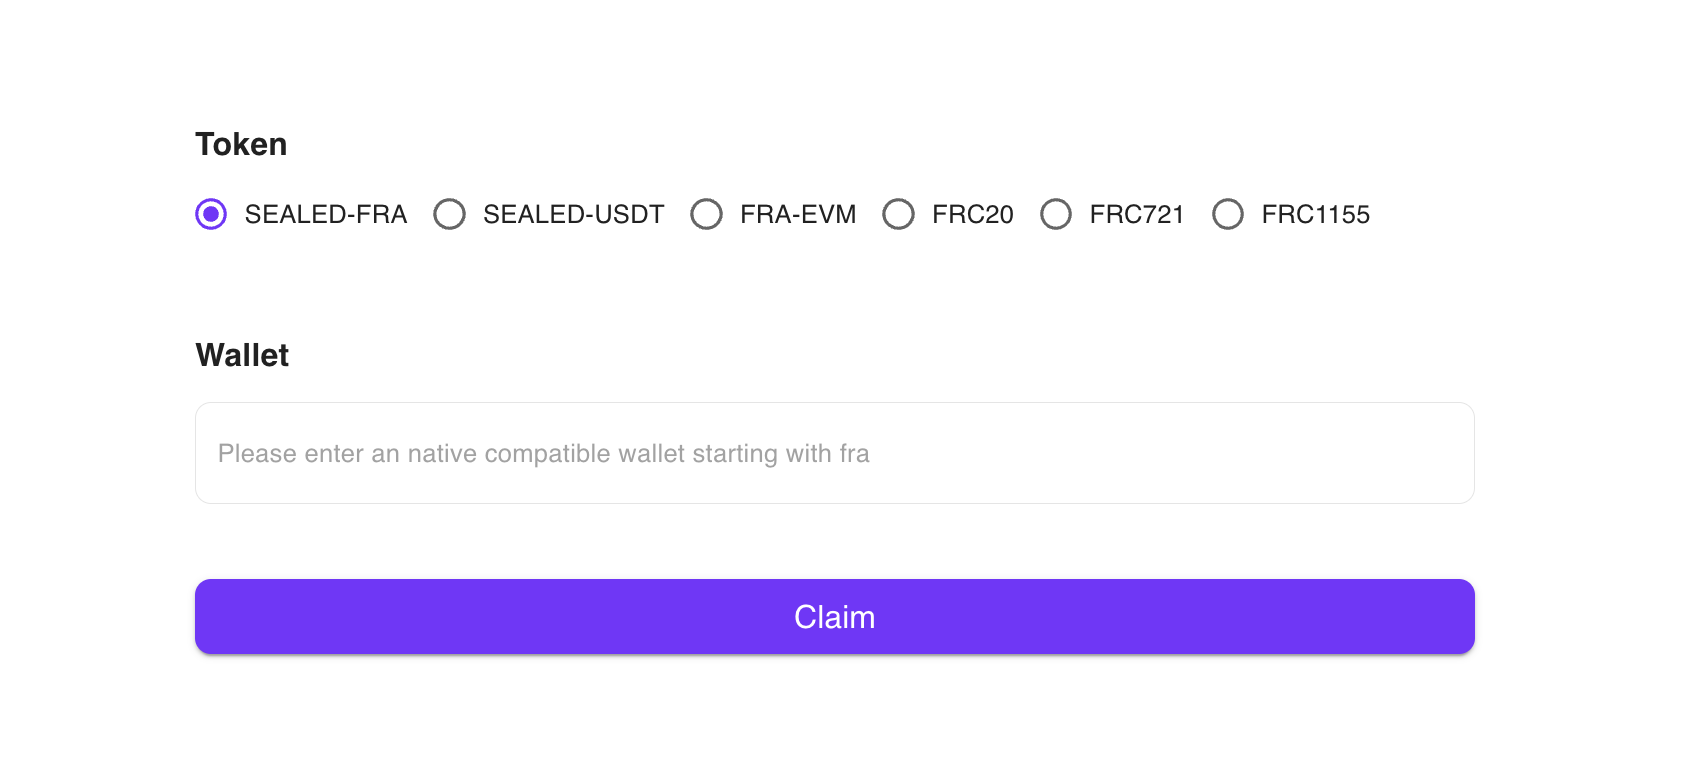 Token
SEALED-FRA SEALED-USDT FRA-EVM FRC20 FRC721 FRC1155
Wallet
Please enter an native compatible wallet starting with fra
Claim